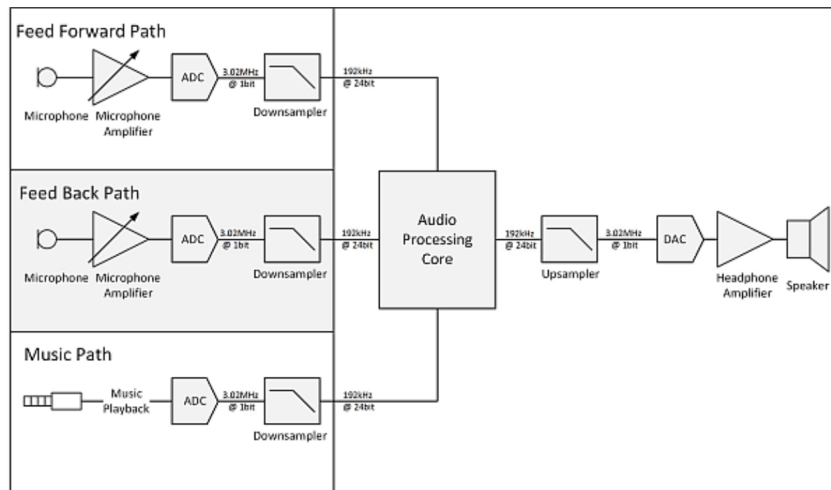 Feed Forward Path
ADC
3.02MHz
@ 1bit
192kHz
@ 24bit
Microphone
Microphone
Amplifier
Downsampler
Feed Back Path
ADC
3.02MHz
@ 1bit
192kHz
@ 24bit
Microphone
Microphone
Amplifier
Downsampler
Audio
Processing
Core
192kHz
@ 24bit
Upsampler
3.02MHz
@ 1bit
DAC
Headphone
Amplifier
Speaker
Music Path
Music
Playback
ADC
3.02MHz
@ 1bit
Downsampler
192kHz
@ 24bit